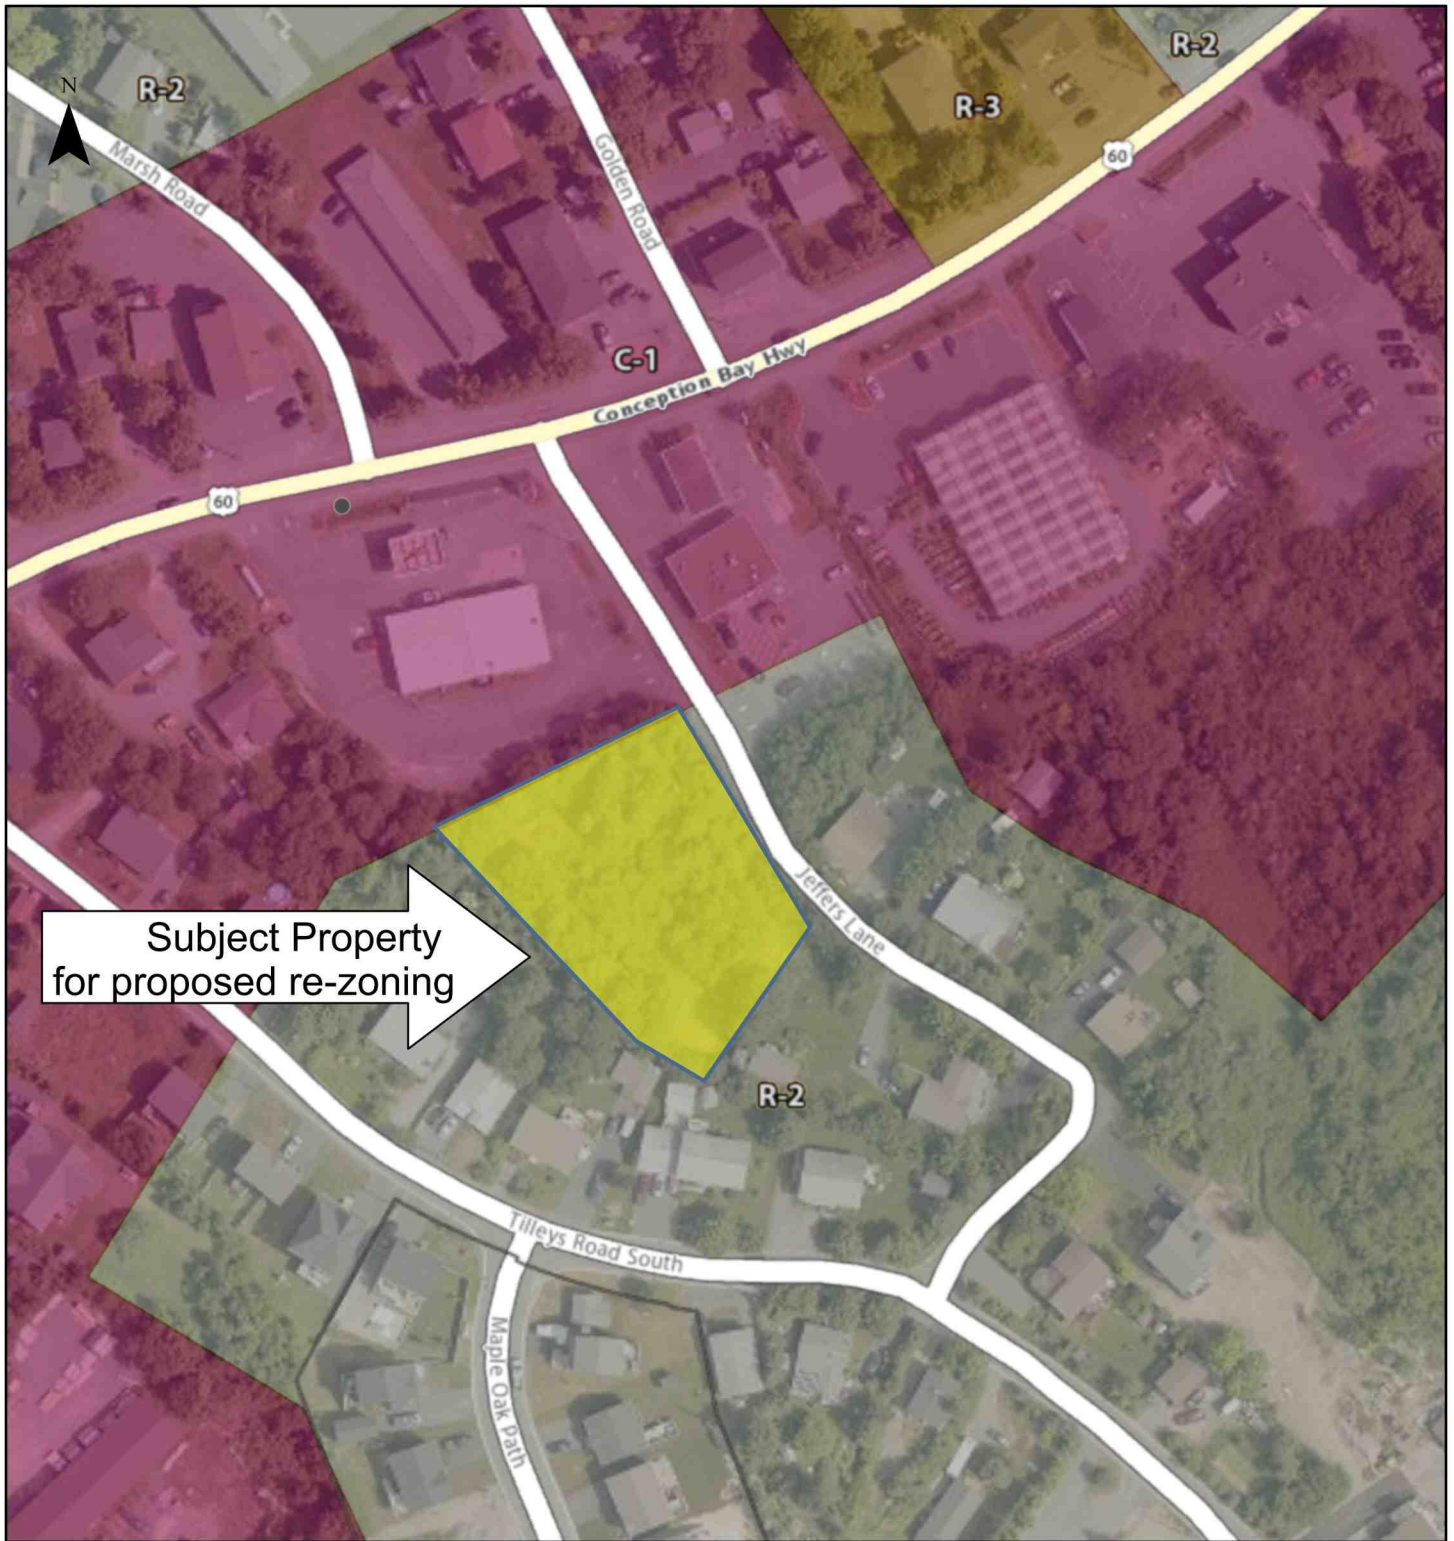 R-2
R-2
N
R-3
60
Marsh Road
Golden Road
C-1
Conception Bay Hwy
60
Jeffers Lane
Subject Property
for proposed re-zoning
R-2
Tilleys Road South
Maple Oak Path